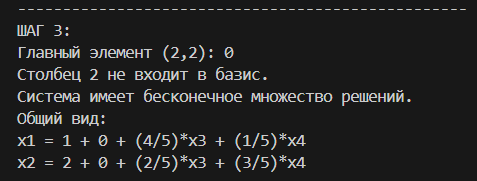 --------------------------------------------------
ШАГ 3:
Главный элемент (2,2): 0
Столбец 2 не входит в базис.
Система имеет бесконечное множество решений.
Общий вид:
x1 = 1 + 0 + (4/5)*x3 + (1/5)*x4
x2 = 2 + 0 + (2/5)*x3 + (3/5)*x4